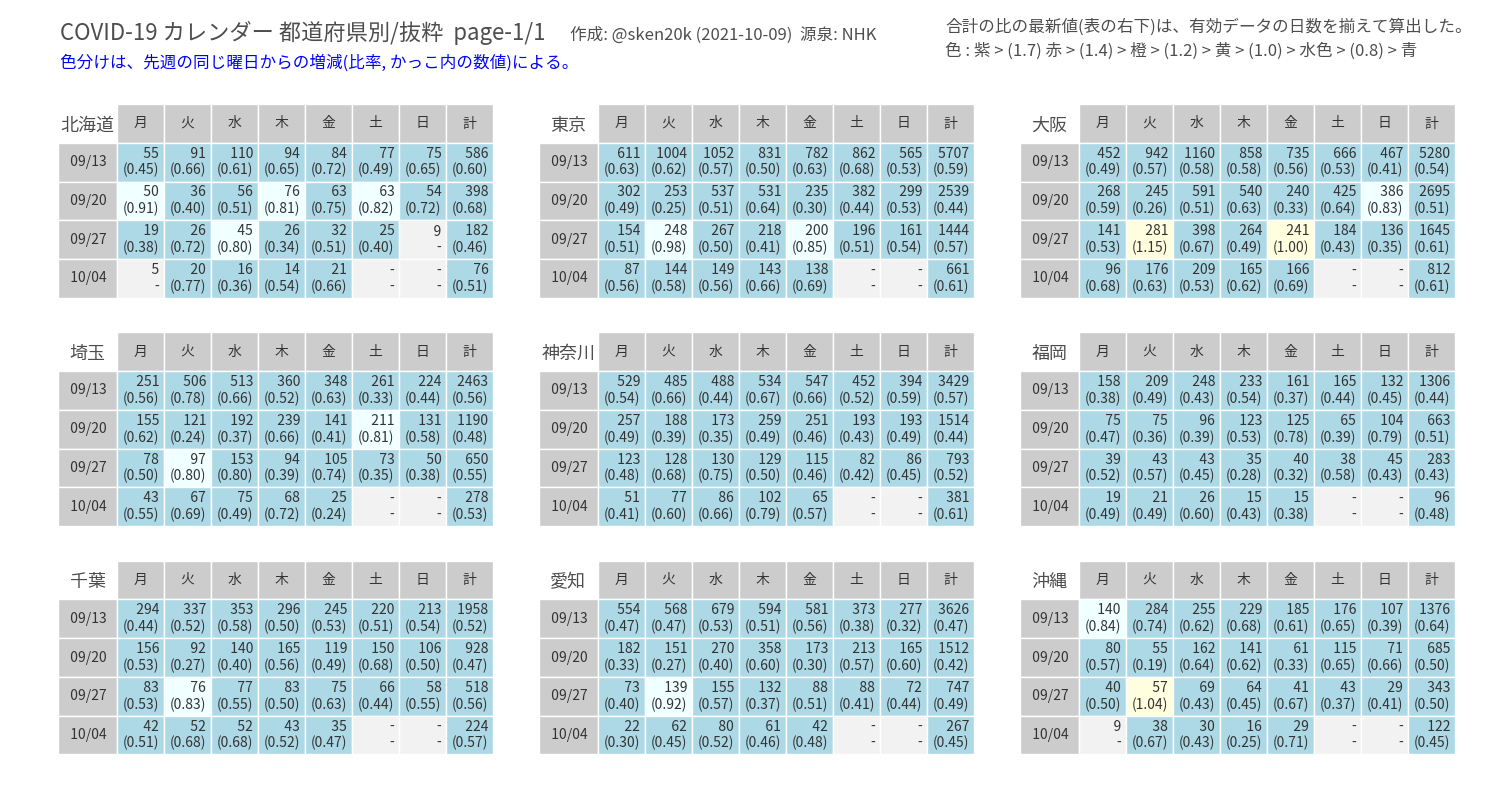 COVID-19 カレンダー 都道府県別/抜粋 page-1/1 作成: @sken20k (2021-10-09) 源泉: NHK
色分けは、先週の同じ曜日からの増減(比率, かっこ内の数値)による。
合計の比の最新値(表の右下)は、有効データの日数を揃えて算出した。
色 : 紫 > (1.7) 赤 > (1.4) 橙 > (1.2) 黄 > (1.0) > 水色 > (0.8) > 青
北海道 月 火 水 木 金 土 日 計
09/13 55 91 110 94 84 77 75 586
(0.45) (0.66) (0.61) (0.65) (0.72) (0.49) (0.65) (0.60)
09/20 50 36 56 76 63 63 54 398
(0.91) (0.40) (0.51) (0.81) (0.75) (0.82) (0.72) (0.68)
09/27 19 26 45 26 32 25 9 182
(0.38) (0.72) (0.80) (0.34) (0.51) (0.40) - (0.46)
10/04 5 20 16 14 21 - - 76
- (0.77) (0.36) (0.54) (0.66) - - (0.51)
東京 月 火 水 木 金 土 日 計
09/13 611 1004 1052 831 782 862 565 5707
(0.63) (0.62) (0.57) (0.50) (0.63) (0.68) (0.53) (0.59)
09/20 302 253 537 531 235 382 299 2539
(0.49) (0.25) (0.51) (0.64) (0.30) (0.44) (0.53) (0.44)
09/27 154 248 267 218 200 196 161 1444
(0.51) (0.98) (0.50) (0.41) (0.85) (0.51) (0.54) (0.57)
10/04 87 144 149 143 138 - - 661
(0.56) (0.58) (0.56) (0.66) (0.69) - - (0.61)
大阪 月 火 水 木 金 土 日 計
09/13 452 942 1160 858 735 666 467 5280
(0.49) (0.57) (0.58) (0.58) (0.56) (0.53) (0.41) (0.54)
09/20 268 245 591 540 240 425 386 2695
(0.59) (0.26) (0.51) (0.63) (0.33) (0.64) (0.83) (0.51)
09/27 141 281 398 264 241 184 136 1645
(0.53) (1.15) (0.67) (0.49) (1.00) (0.43) (0.35) (0.61)
10/04 96 176 209 165 166 - - 812
(0.68) (0.63) (0.53) (0.62) (0.69) - - (0.61)
埼玉 月 火 水 木 金 土 日 計
09/13 251 506 513 360 348 261 224 2463
(0.56) (0.78) (0.66) (0.52) (0.63) (0.33) (0.44) (0.56)
09/20 155 121 192 239 141 211 131 1190
(0.62) (0.24) (0.37) (0.66) (0.41) (0.81) (0.58) (0.48)
09/27 78 97 153 94 105 73 50 650
(0.50) (0.80) (0.80) (0.39) (0.74) (0.35) (0.38) (0.55)
10/04 43 67 75 68 25 - - 278
(0.55) (0.69) (0.49) (0.72) (0.24) - - (0.53)
神奈川 月 火 水 木 金 土 日 計
09/13 529 485 488 534 547 452 394 3429
(0.54) (0.66) (0.44) (0.67) (0.66) (0.52) (0.59) (0.57)
09/20 257 188 173 259 251 193 193 1514
(0.49) (0.39) (0.35) (0.49) (0.46) (0.43) (0.49) (0.44)
09/27 123 128 130 129 115 82 86 793
(0.48) (0.68) (0.75) (0.50) (0.46) (0.42) (0.45) (0.52)
10/04 51 77 86 102 65 - - 381
(0.41) (0.60) (0.66) (0.79) (0.57) - - (0.61)
福岡 月 火 水 木 金 土 日 計
09/13 158 209 248 233 161 165 132 1306
(0.38) (0.49) (0.43) (0.54) (0.37) (0.44) (0.45) (0.44)
09/20 75 75 96 123 125 65 104 663
(0.47) (0.36) (0.39) (0.53) (0.78) (0.39) (0.79) (0.51)
09/27 39 43 43 35 40 38 45 283
(0.52) (0.57) (0.45) (0.28) (0.32) (0.58) (0.43) (0.43)
10/04 19 21 26 15 15 - - 96
(0.49) (0.49) (0.60) (0.43) (0.38) - - (0.48)
千葉 月 火 水 木 金 土 日 計
09/13 294 337 353 296 245 220 213 1958
(0.44) (0.52) (0.58) (0.50) (0.53) (0.51) (0.54) (0.52)
09/20 156 92 140 165 119 150 106 928
(0.53) (0.27) (0.40) (0.56) (0.49) (0.68) (0.50) (0.47)
09/27 83 76 77 83 75 66 58 518
(0.53) (0.83) (0.55) (0.50) (0.63) (0.44) (0.55) (0.56)
10/04 42 52 52 43 35 - - 224
(0.51) (0.68) (0.68) (0.52) (0.47) - - (0.57)
愛知 月 火 水 木 金 土 日 計
09/13 554 568 679 594 581 373 277 3626
(0.47) (0.47) (0.53) (0.51) (0.56) (0.38) (0.32) (0.47)
09/20 182 151 270 358 173 213 165 1512
(0.33) (0.27) (0.40) (0.60) (0.30) (0.57) (0.60) (0.42)
09/27 73 139 155 132 88 88 72 747
(0.40) (0.92) (0.57) (0.37) (0.51) (0.41) (0.44) (0.49)
10/04 22 62 80 61 42 - - 267
(0.30) (0.45) (0.52) (0.46) (0.48) - - (0.45)
沖縄 月 火 水 木 金 土 日 計
09/13 140 284 255 229 185 176 107 1376
(0.84) (0.74) (0.62) (0.68) (0.61) (0.65) (0.39) (0.64)
09/20 80 55 162 141 61 115 71 685
(0.57) (0.19) (0.64) (0.62) (0.33) (0.65) (0.66) (0.50)
09/27 40 57 69 64 41 43 29 343
(0.50) (1.04) (0.43) (0.45) (0.67) (0.37) (0.41) (0.50)
10/04 9 38 30 16 29 - - 122
- (0.67) (0.43) (0.25) (0.71) - - (0.45)